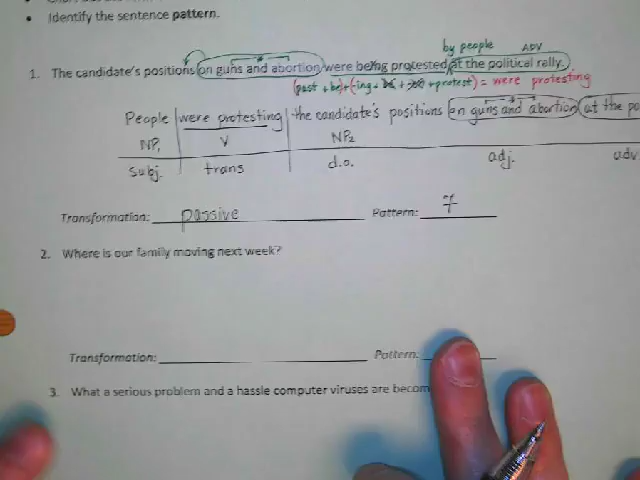 Identify the sentence pattern.
by people ADV
1. The candidate's positions on guns and abortion were being protested at the political rally.
(past + be) + (ing + be + -en + protest) = were protesting
People were protesting the candidate's positions on guns and abortion at the po
NP1 V NP2
subj. trans d.o. adj. adv.
Transformation: passive Pattern: 7
2. Where is our family moving next week?
Transformation: Pattern:
3. What a serious problem and a hassle computer viruses are becom